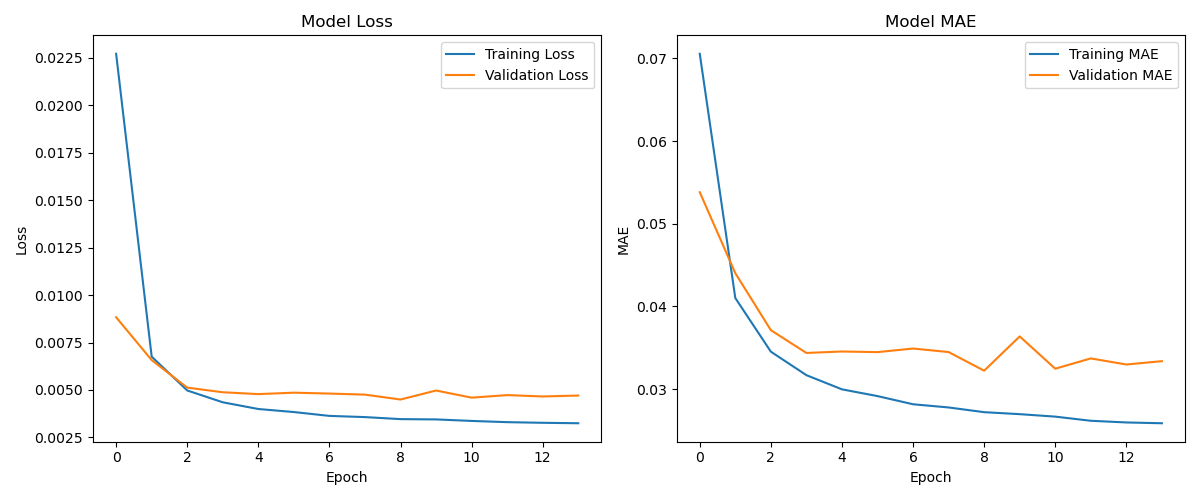 Model Loss
Training Loss
Validation Loss
0.0225
0.0200
0.0175
0.0150
0.0125
0.0100
0.0075
0.0050
0.0025
Loss
0 2 4 6 8 10 12
Epoch
Model MAE
Training MAE
Validation MAE
0.07
0.06
0.05
0.04
0.03
MAE
0 2 4 6 8 10 12
Epoch